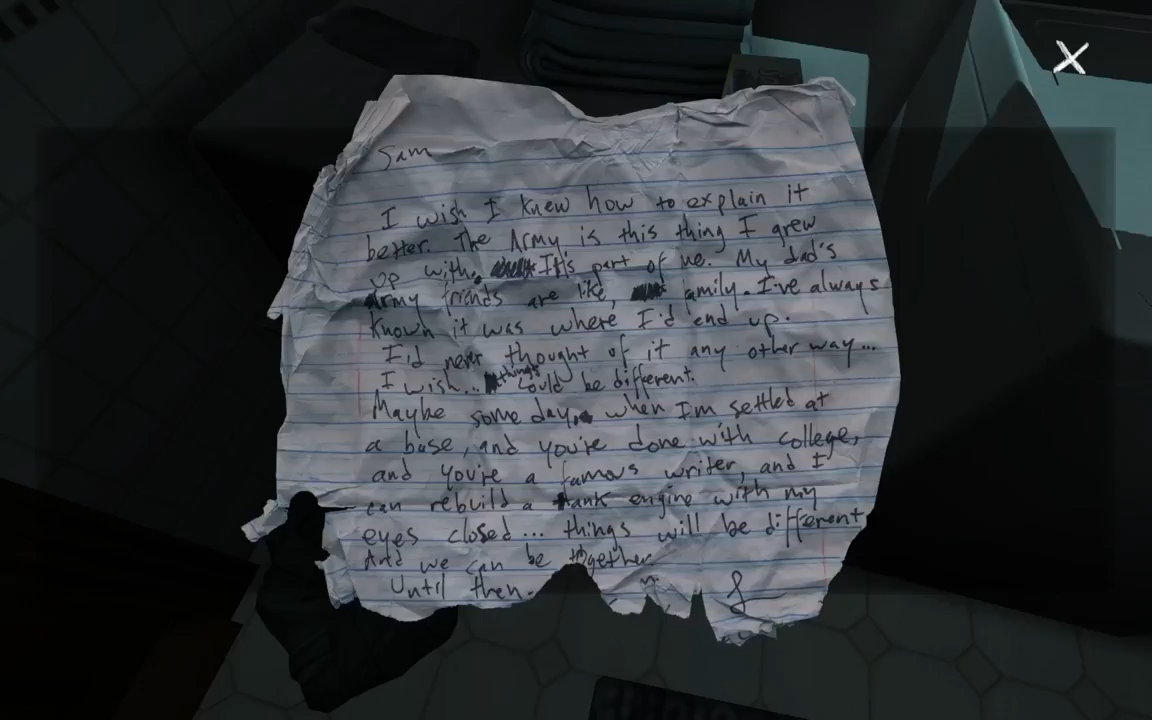 Sam
I wish I knew how to explain it
better. The Army is this thing I grew
up with. It's part of me. My dad's
Army friends are like, family. I've always
known it was where I'd end up.
I'd never thought of it any other way...
I wish... things could be different.
Maybe some day, when I'm settled at
a base, and you're done with college,
and you're a famous writer, and I
can rebuild a tank engine with my
eyes closed... things will be different
And we can be together.
Until then.
L